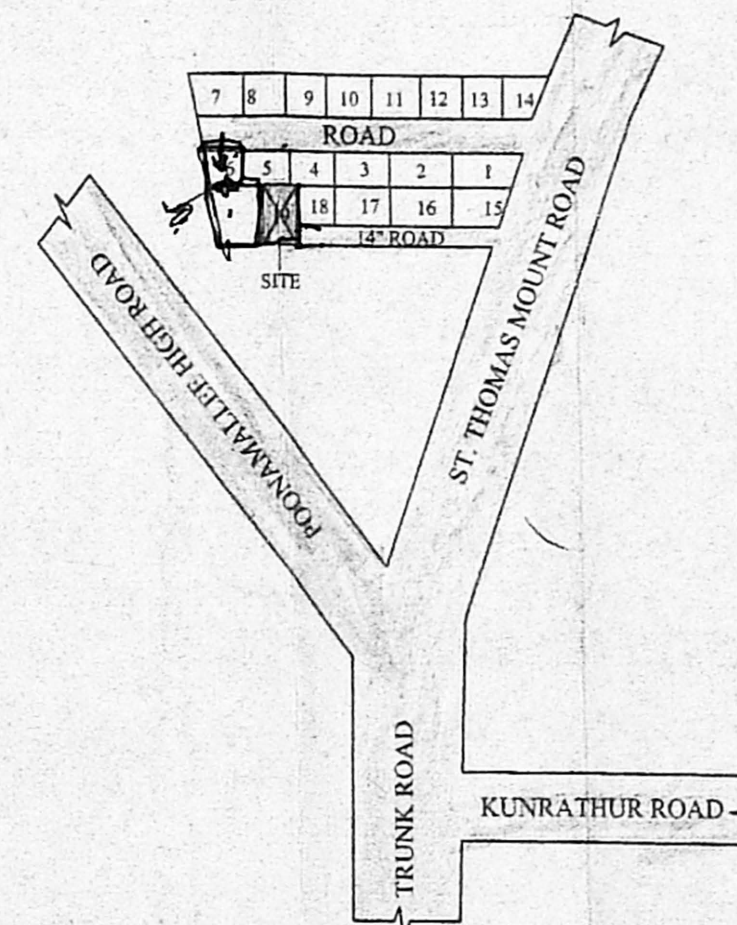 7 8 9 10 11 12 13 14
ROAD
6 5 4 3 2 1
18 17 16 15
14" ROAD
SITE
POONAMALLEE HIGH ROAD
ST. THOMAS MOUNT ROAD
TRUNK ROAD
KUNRATHUR ROAD